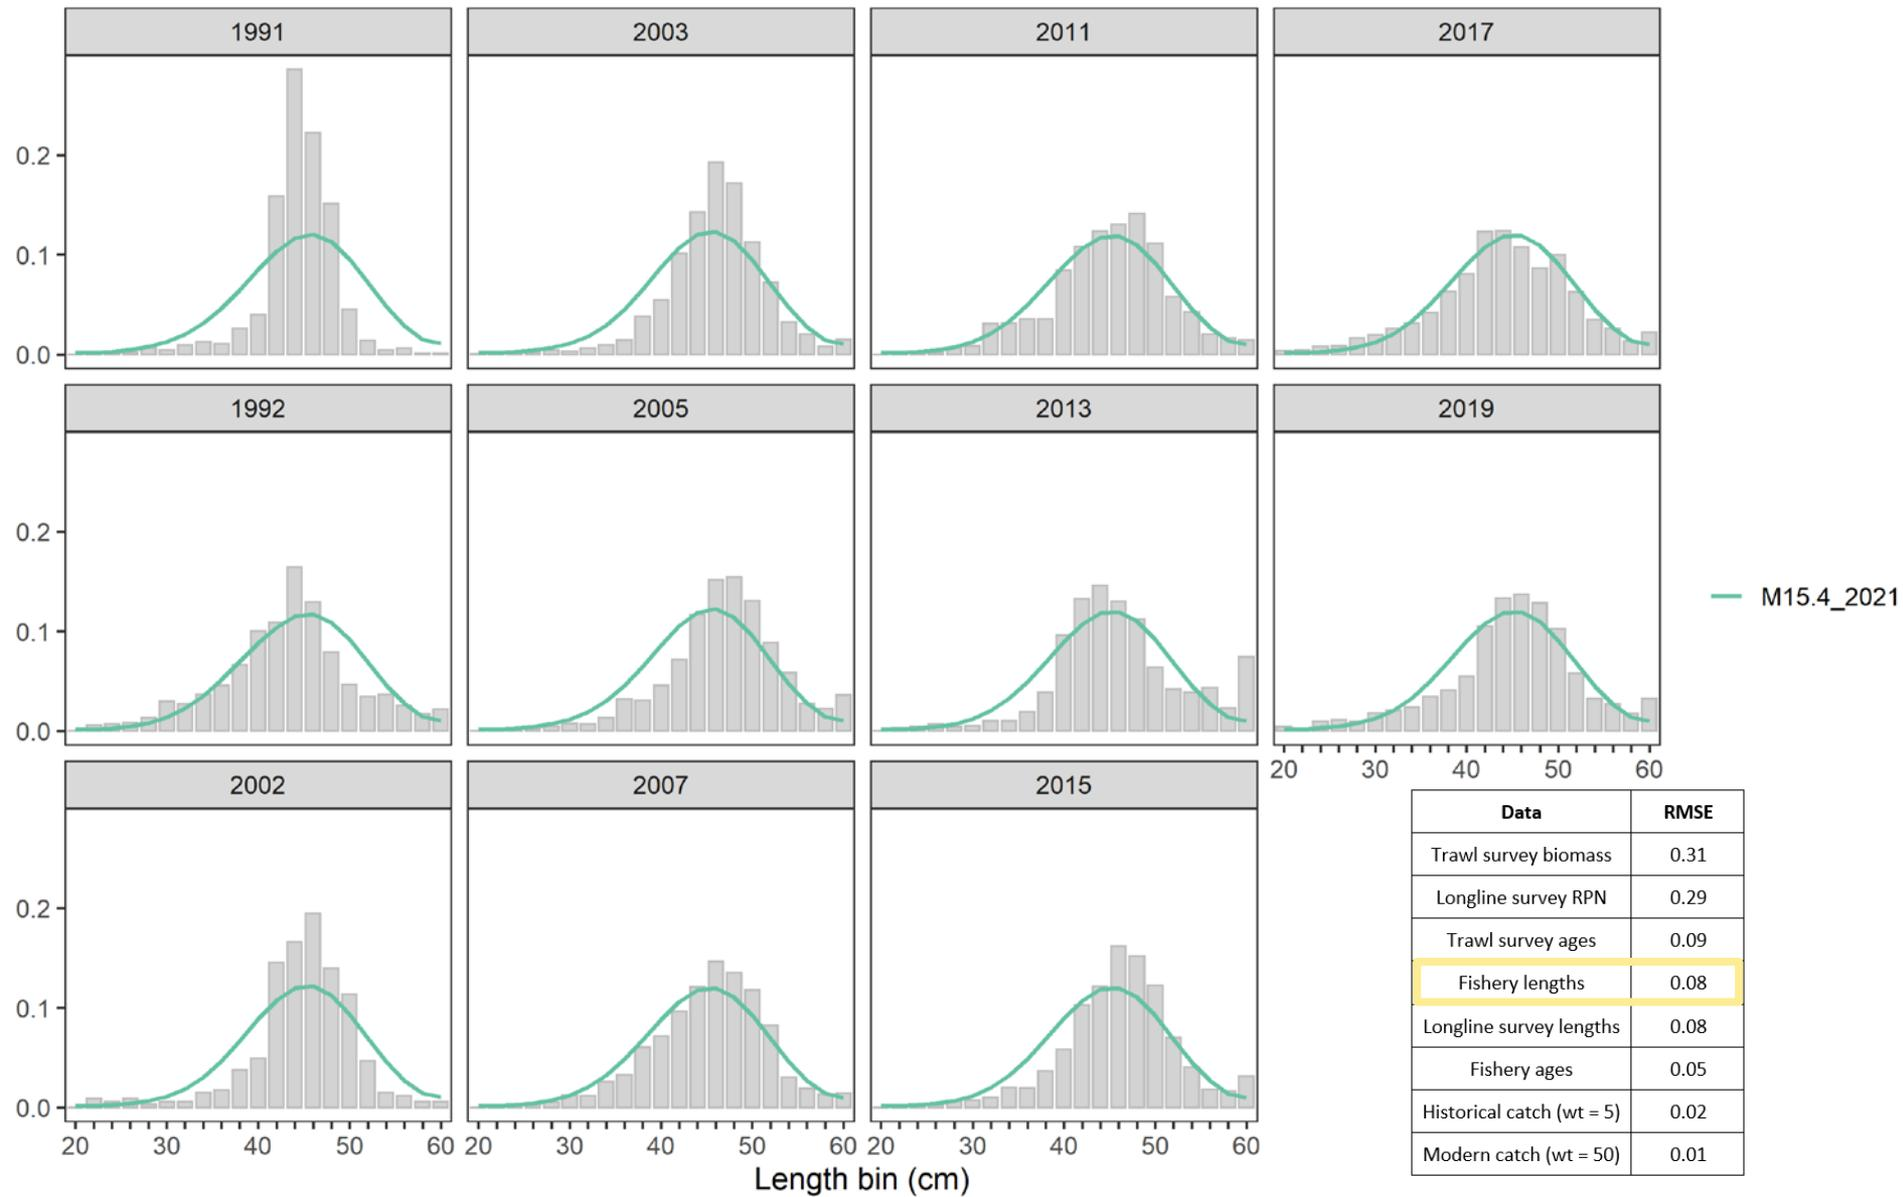 1991 2003 2011 2017
0.2
0.1
0.0
1992 2005 2013 2019
0.2
0.1
0.0
20 30 40 50 60
M15.4_2021
2002 2007 2015
0.2
0.1
0.0
20 30 40 50 60 20 30 40 50 60 20 30 40 50 60
Length bin (cm)
Data RMSE
Trawl survey biomass 0.31
Longline survey RPN 0.29
Trawl survey ages 0.09
Fishery lengths 0.08
Longline survey lengths 0.08
Fishery ages 0.05
Historical catch (wt = 5) 0.02
Modern catch (wt = 50) 0.01